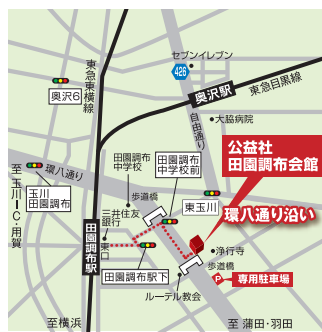 セブンイレブン
426
奥沢駅
東急目黒線
東急東横線
奥沢6
自由通り
大脇病院
公益社
田園調布会館
環八通り沿い
環八通り
至玉川IC・用賀
玉川
田園調布
田園調布
中学校
歩道橋
田園調布
中学校前
東玉川
三井住友
銀行
東口
田園調布駅
田園調布駅下
浄行寺
歩道橋
P
専用駐車場
ルーテル教会
至横浜
至 蒲田・羽田